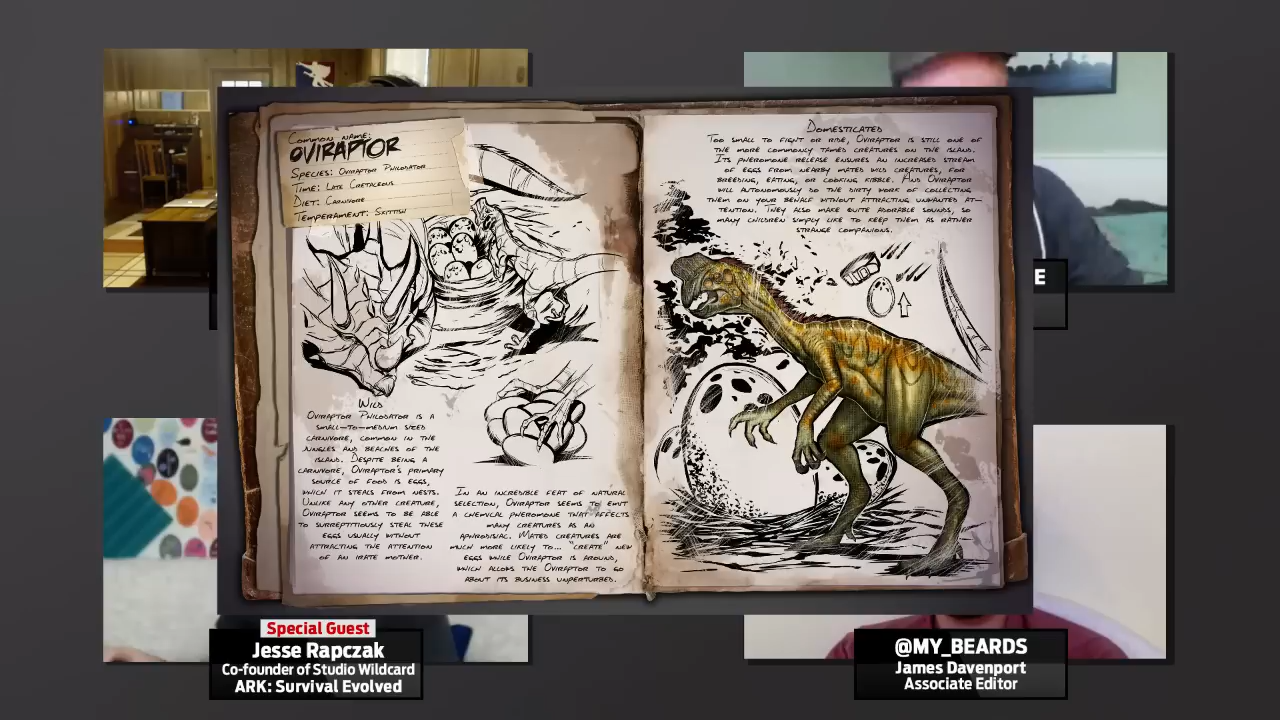 Common name:
OVIRAPTOR
Species: Oviraptor Philodator
Time: Late Cretaceous
Diet: Carnivore
Temperament: Skittish
Wild
Oviraptor Philodator is a
small-to-medium sized
carnivore, common in the
jungles and beaches of the
island. Despite being a
carnivore, Oviraptor's primary
source of food is eggs,
which it steals from nests.
Unlike any other creature,
Oviraptor seems to be able
to surreptitiously steal these
eggs usually without
attracting the attention
of an irate mother.
In an incredible feat of natural
selection, Oviraptor seems to emit
a chemical pheromone that affects
many creatures as an
aphrodisiac. Mated creatures are
much more likely to... "create" new
eggs while Oviraptor is around,
which allows the Oviraptor to go
about its business unperturbed.
Domesticated
Too small to fight or ride, Oviraptor is still one of
the more commonly tamed creatures on the island.
Its pheromone release ensures an increased stream
of eggs from nearby mated wild creatures, for
breeding, eating, or cooking kibble. And Oviraptor
will autonomously do the dirty work of collecting
them on your behalf without attracting unwanted at-
tention. They also make quite adorable sounds, so
many children simply like to keep them as rather
strange companions.
E
Special Guest
Jesse Rapczak
Co-founder of Studio Wildcard
ARK: Survival Evolved
@MY_BEARDS
James Davenport
Associate Editor